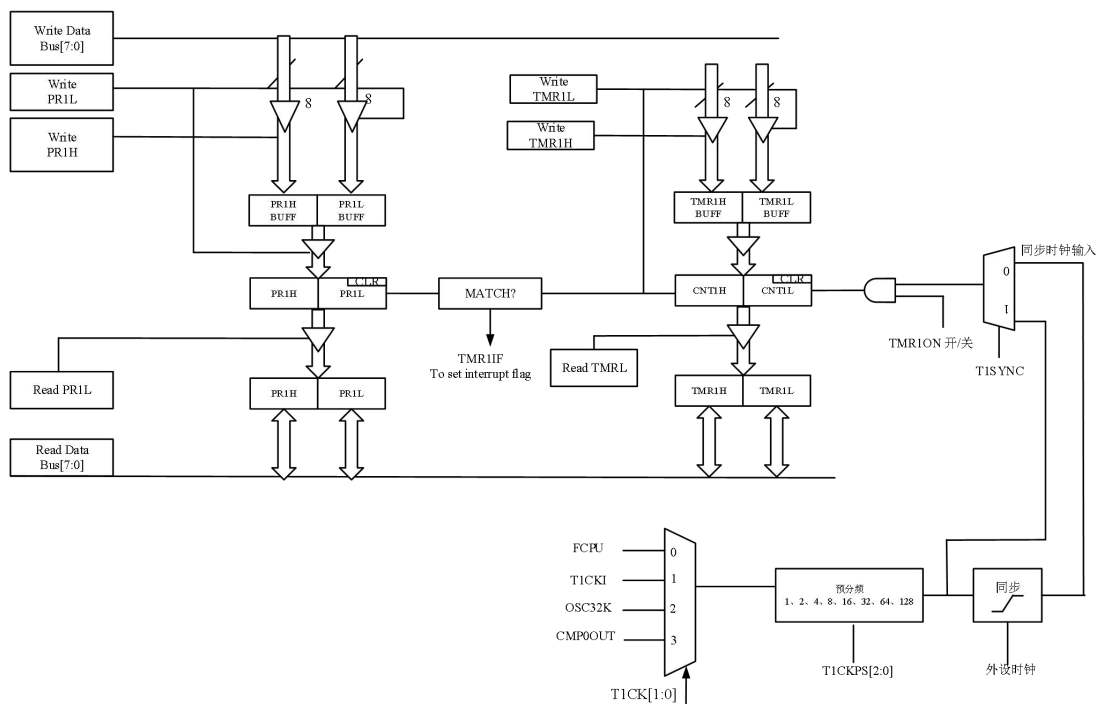 Write Data
Bus[7:0]
Write
PR1L
Write
PR1H
8
8
Write
TMR1L
Write
TMR1H
8
8
PR1H
BUFF
PR1L
BUFF
TMR1H
BUFF
TMR1L
BUFF
同步时钟输入
0
1
PR1H
CLR
PR1L
MATCH?
CNT1H
CLR
CNT1L
TMR1ON 开/关
T1SYNC
TMR1IF
To set interrupt flag
Read PR1L
Read TMRL
PR1H
PR1L
TMR1H
TMR1L
Read Data
Bus[7:0]
FCPU
0
T1CKI
1
OSC32K
2
CMP0OUT
3
预分频
1、2、4、8、16、32、64、128
同步
T1CKPS[2:0]
外设时钟
T1CK[1:0]